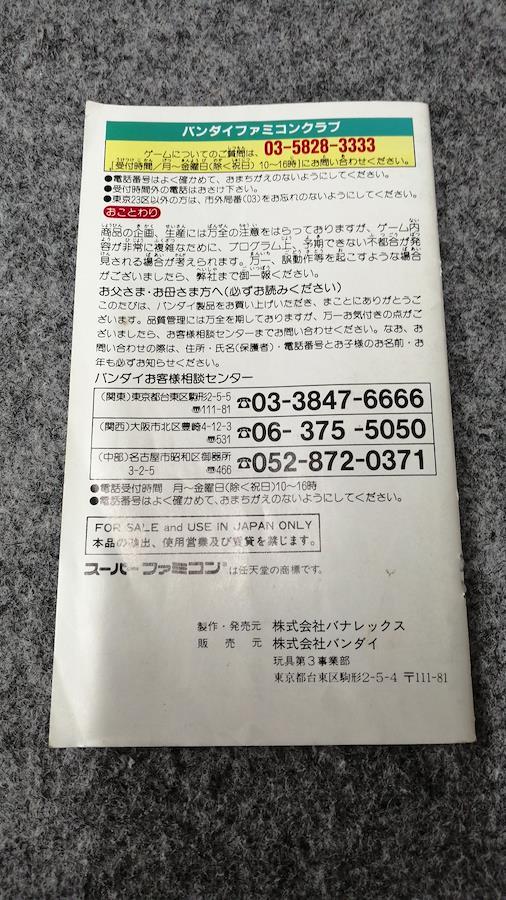 バンダイファミコンクラブ
ゲームについてのご質問は、 03-5828-3333
[受付時間/月〜金曜日(除く祝日)10〜16時]にお問い合わせください。
●電話番号はよく確かめて、おまちがえのないようにしてください。
●受付時間外の電話はおさけ下さい。
●東京23区以外の方は、市外局番(03)をお忘れのないようにしてください。
おことわり
商品の企画、生産には万全の注意をはらっておりますが、ゲーム内
容が非常に複雑なために、プログラム上、予期できない不都合が発
見される場合が考えられます。万一、誤動作等を起こすような場合
がございましたら、弊社まで御一報ください。
お父さま・お母さま方へ(必ずお読みください)
このたびは、バンダイ製品をお買い上げいただき、まことにありがとうご
ざいます。品質管理には万全を期しておりますが、万一お気付きの点がご
ざいましたら、お客様相談センターまでお問い合わせください。なお、お
問い合わせの際は、住所・氏名(保護者)・電話番号とお子様のお名前・お
年も必ずお知らせください。
バンダイお客様相談センター
(関東)東京都台東区駒形2-5-5 〠111-81 ☎03-3847-6666
(関西)大阪市北区豊崎4-12-3 〠531 ☎06-375-5050
(中部)名古屋市昭和区御器所3-2-5 〠466 ☎052-872-0371
●電話受付時間 月〜金曜日(除く祝日)10〜16時
●電話番号はよく確かめて、おまちがえのないようにしてください。
FOR SALE and USE IN JAPAN ONLY
本品の輸出、使用営業及び賃貸を禁じます。
スーパーファミコン®は任天堂の商標です。
製作・発売元 株式会社バナレックス
販売元 株式会社バンダイ
玩具第3事業部
東京都台東区駒形2-5-4 〒111-81